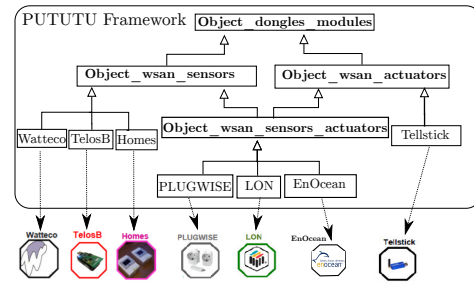 PUTUTU Framework
Object_dongles_modules
Object_wsan_sensors
Object_wsan_actuators
Object_wsan_sensors_actuators
Watteco
TelosB
Homes
Tellstick
PLUGWISE
LON
EnOcean
Watteco
TelosB
Homes
PLUGWISE
LON
EnOcean
Tellstick
enocean